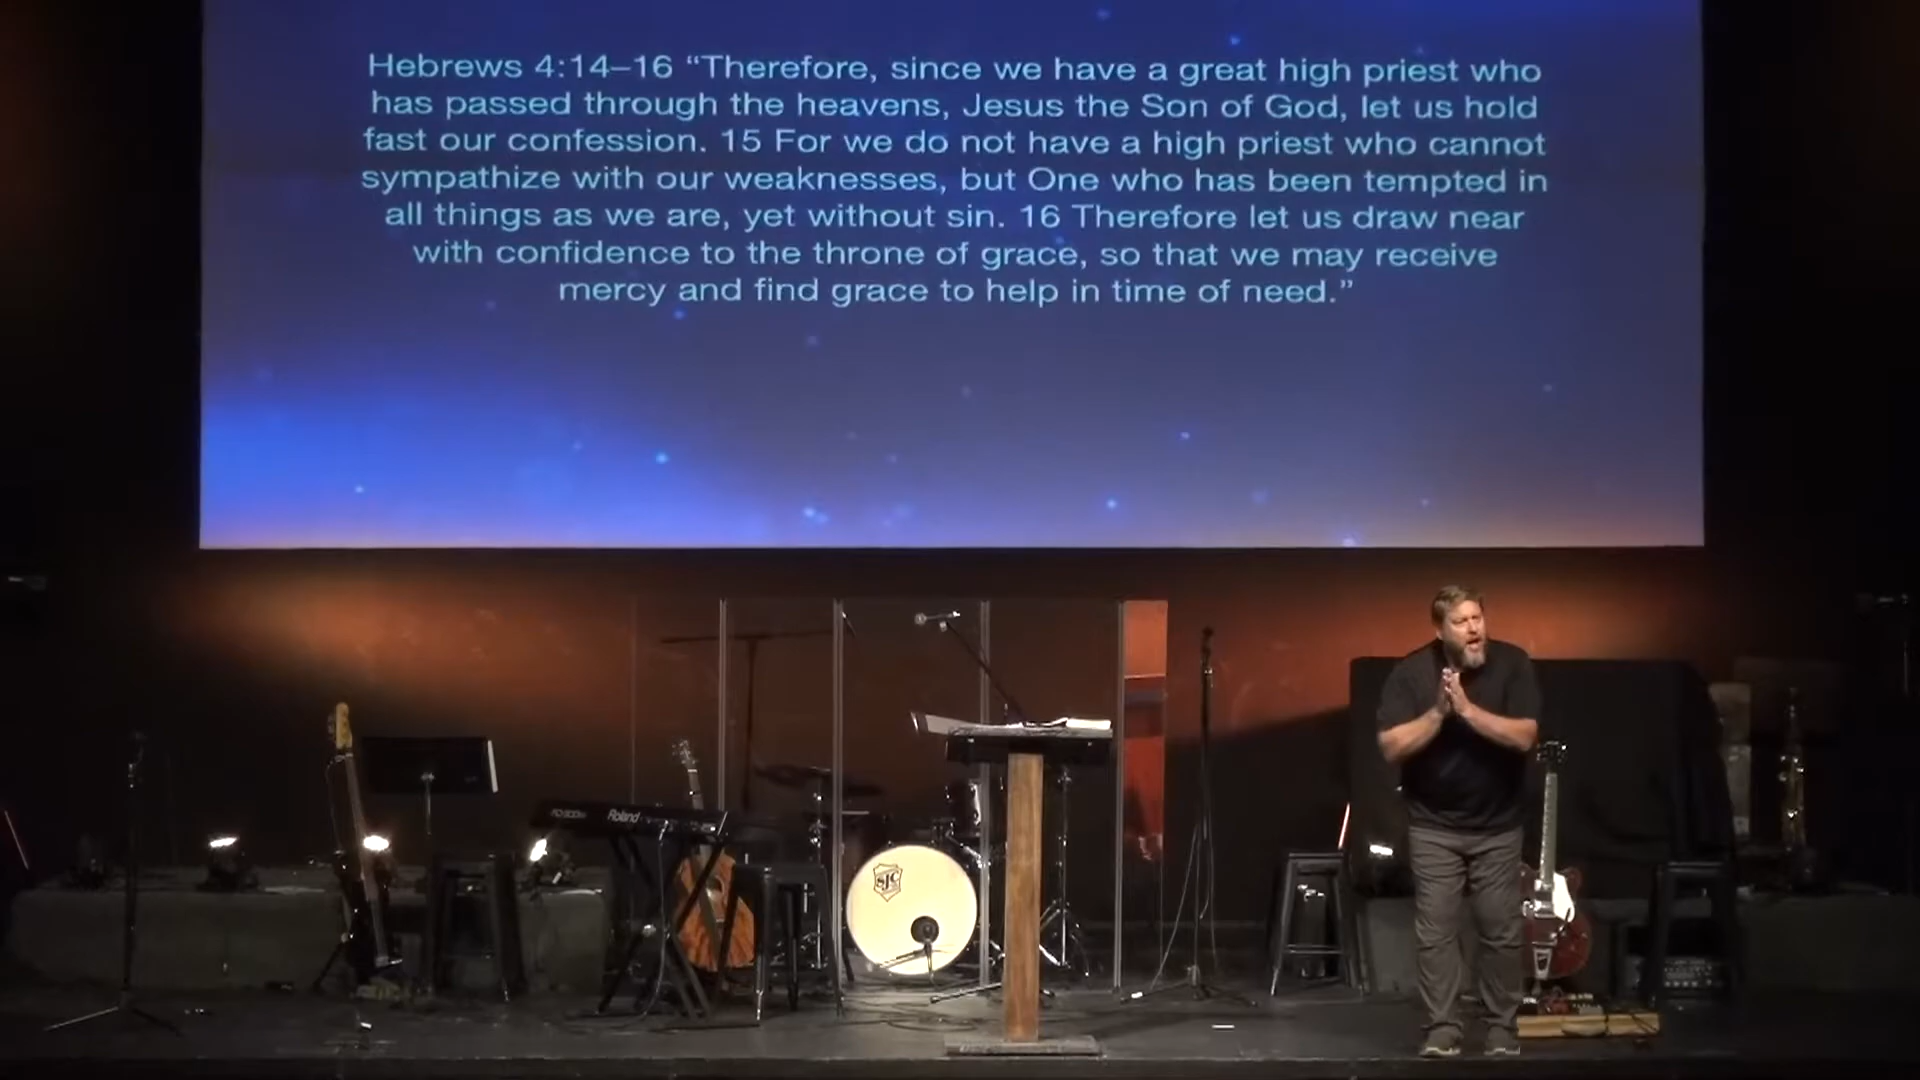 Hebrews 4:14–16 “Therefore, since we have a great high priest who
has passed through the heavens, Jesus the Son of God, let us hold
fast our confession. 15 For we do not have a high priest who cannot
sympathize with our weaknesses, but One who has been tempted in
all things as we are, yet without sin. 16 Therefore let us draw near
with confidence to the throne of grace, so that we may receive
mercy and find grace to help in time of need.”
Roland
SJC